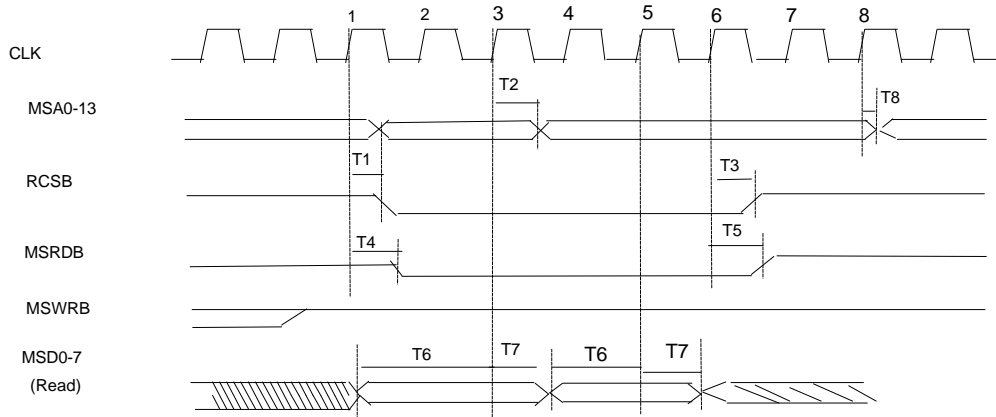 1 2 3 4 5 6 7 8
CLK
T2
MSA0-13
T8
T1
T3
RCSB
T4
T5
MSRDB
MSWRB
MSD0-7
(Read)
T6 T7 T6 T7